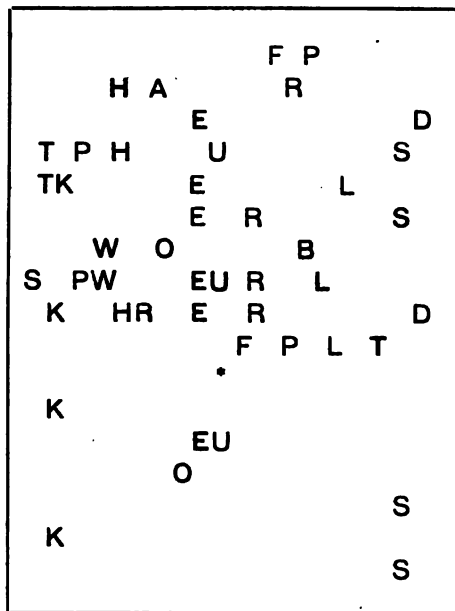 F P
H A R
E D
T P H U S
TK E L
E R S
W O B
S PW EU R L
K HR E R D
F P L T
*
K
EU
O
S
K
S